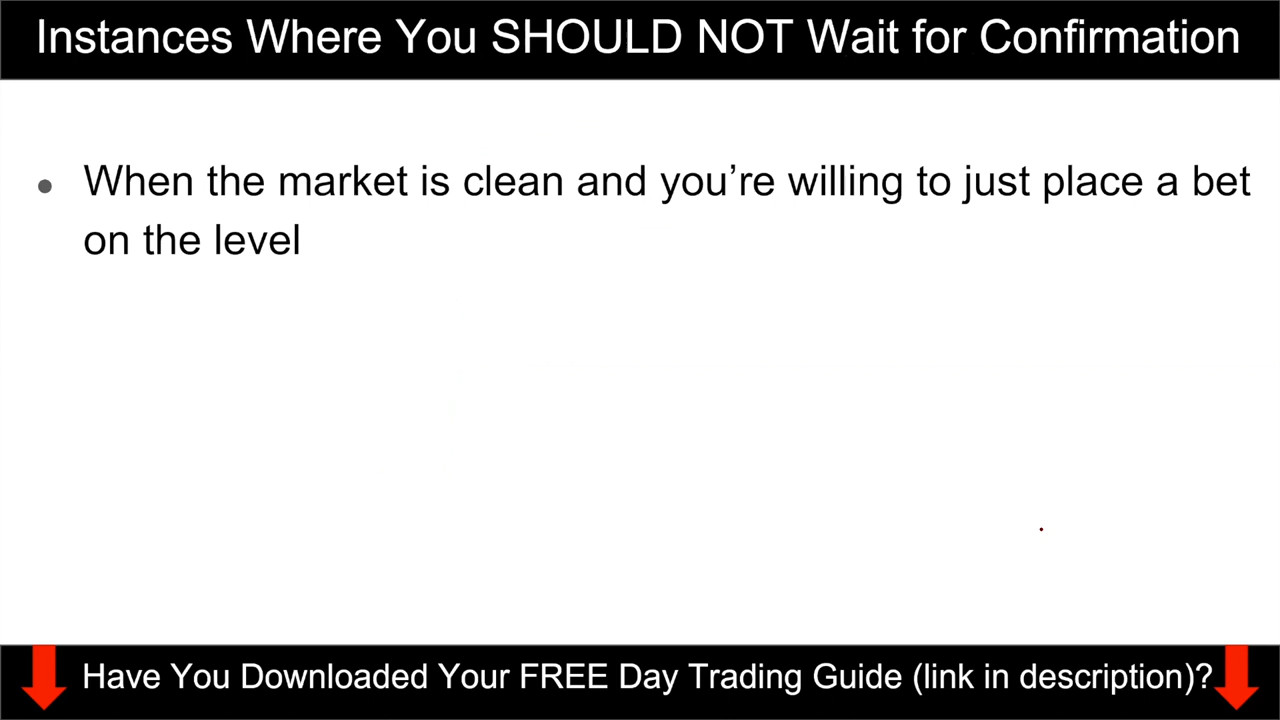 Instances Where You SHOULD NOT Wait for Confirmation
• When the market is clean and you’re willing to just place a bet
on the level
Have You Downloaded Your FREE Day Trading Guide (link in description)?